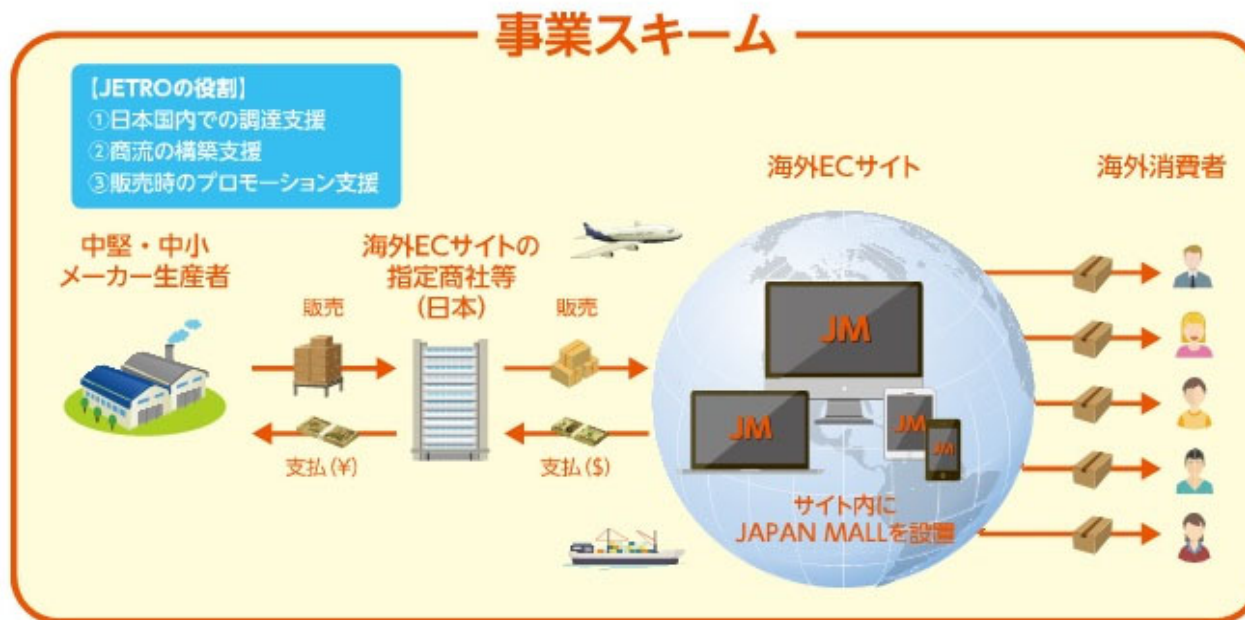 事業スキーム
【JETROの役割】
①日本国内での調達支援
②商流の構築支援
③販売時のプロモーション支援
中堅・中小
メーカー生産者
販売
支払(¥)
海外ECサイトの
指定商社等
(日本)
販売
支払($)
海外ECサイト
JM
JM
JM
JM
サイト内に
JAPAN MALLを設置
海外消費者